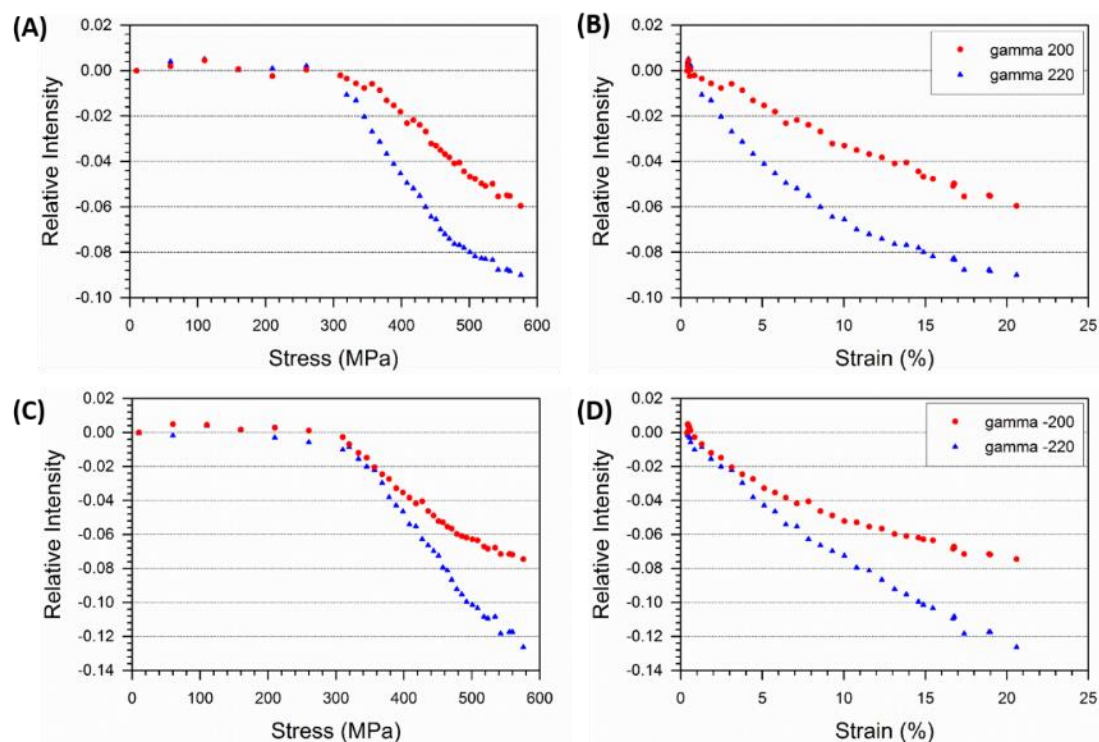 (A)
0.02
0.00
-0.02
-0.04
-0.06
-0.08
-0.10
Relative Intensity
0 100 200 300 400 500 600
Stress (MPa)
(B)
0.02
0.00
-0.02
-0.04
-0.06
-0.08
-0.10
Relative Intensity
gamma 200
gamma 220
0 5 10 15 20 25
Strain (%)
(C)
0.02
0.00
-0.02
-0.04
-0.06
-0.08
-0.10
-0.12
-0.14
Relative Intensity
0 100 200 300 400 500 600
Stress (MPa)
(D)
0.02
0.00
-0.02
-0.04
-0.06
-0.08
-0.10
-0.12
-0.14
Relative Intensity
gamma -200
gamma -220
0 5 10 15 20 25
Strain (%)